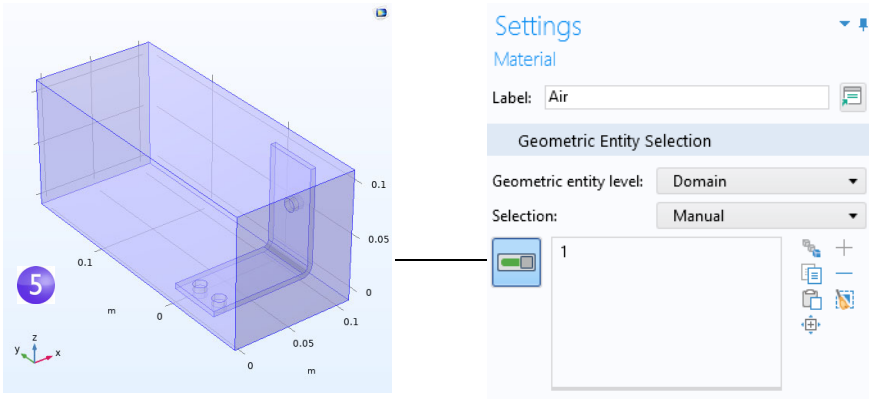 Settings
Material
Label: Air
Geometric Entity Selection
Geometric entity level: Domain
Selection: Manual
1
0.1
0.05
0
0.1
0.05
0
m
0.1
m
0
5
z
y
x